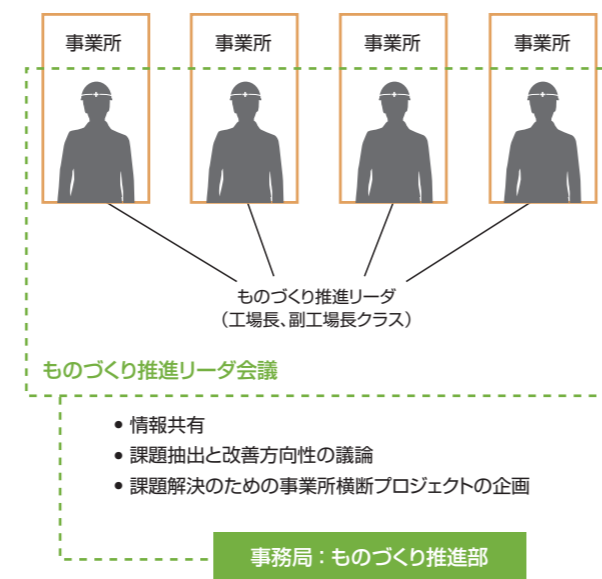 事業所 事業所 事業所 事業所
ものづくり推進リーダ
（工場長、副工場長クラス）
ものづくり推進リーダ会議
• 情報共有
• 課題抽出と改善方向性の議論
• 課題解決のための事業所横断プロジェクトの企画
事務局：ものづくり推進部